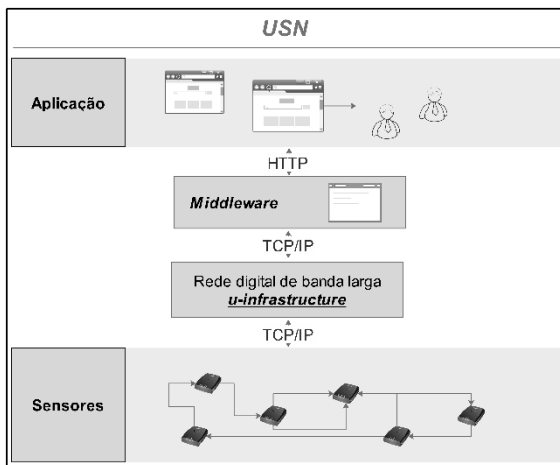 USN
Aplicação
HTTP
Middleware
TCP/IP
Rede digital de banda larga
u-infrastructure
TCP/IP
Sensores